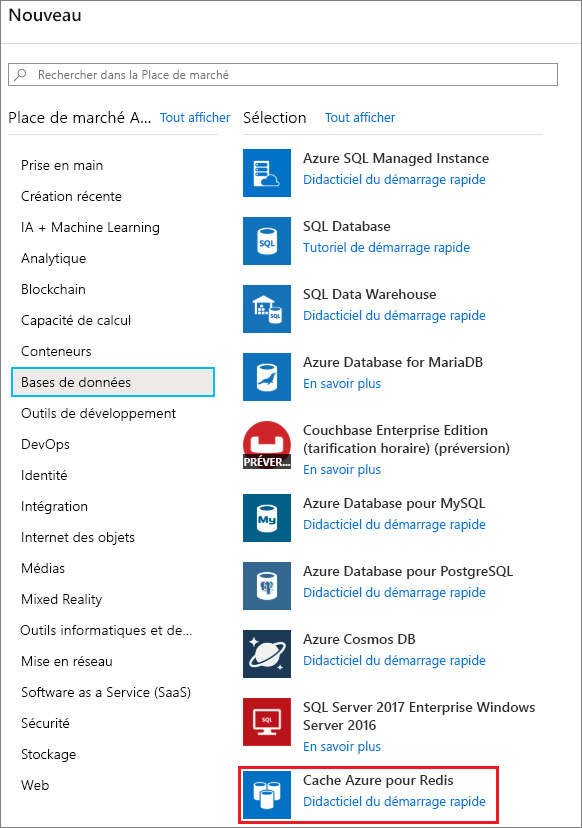 Nouveau
Rechercher dans la Place de marché
Place de marché A... Tout afficher
Prise en main
Création récente
IA + Machine Learning
Analytique
Blockchain
Capacité de calcul
Conteneurs
Bases de données
Outils de développement
DevOps
Identité
Intégration
Internet des objets
Médias
Mixed Reality
Outils informatiques et de...
Mise en réseau
Software as a Service (SaaS)
Sécurité
Stockage
Web
Sélection Tout afficher
Azure SQL Managed Instance
Didacticiel du démarrage rapide
SQL
SQL Database
Tutoriel de démarrage rapide
SQL Data Warehouse
Didacticiel du démarrage rapide
Azure Database for MariaDB
En savoir plus
PRÉVER...
Couchbase Enterprise Edition
(tarification horaire) (préversion)
En savoir plus
My
Azure Database pour MySQL
Didacticiel du démarrage rapide
Azure Database pour PostgreSQL
Didacticiel du démarrage rapide
Azure Cosmos DB
Didacticiel du démarrage rapide
SQL
SQL Server 2017 Enterprise Windows
Server 2016
En savoir plus
Cache Azure pour Redis
Didacticiel du démarrage rapide